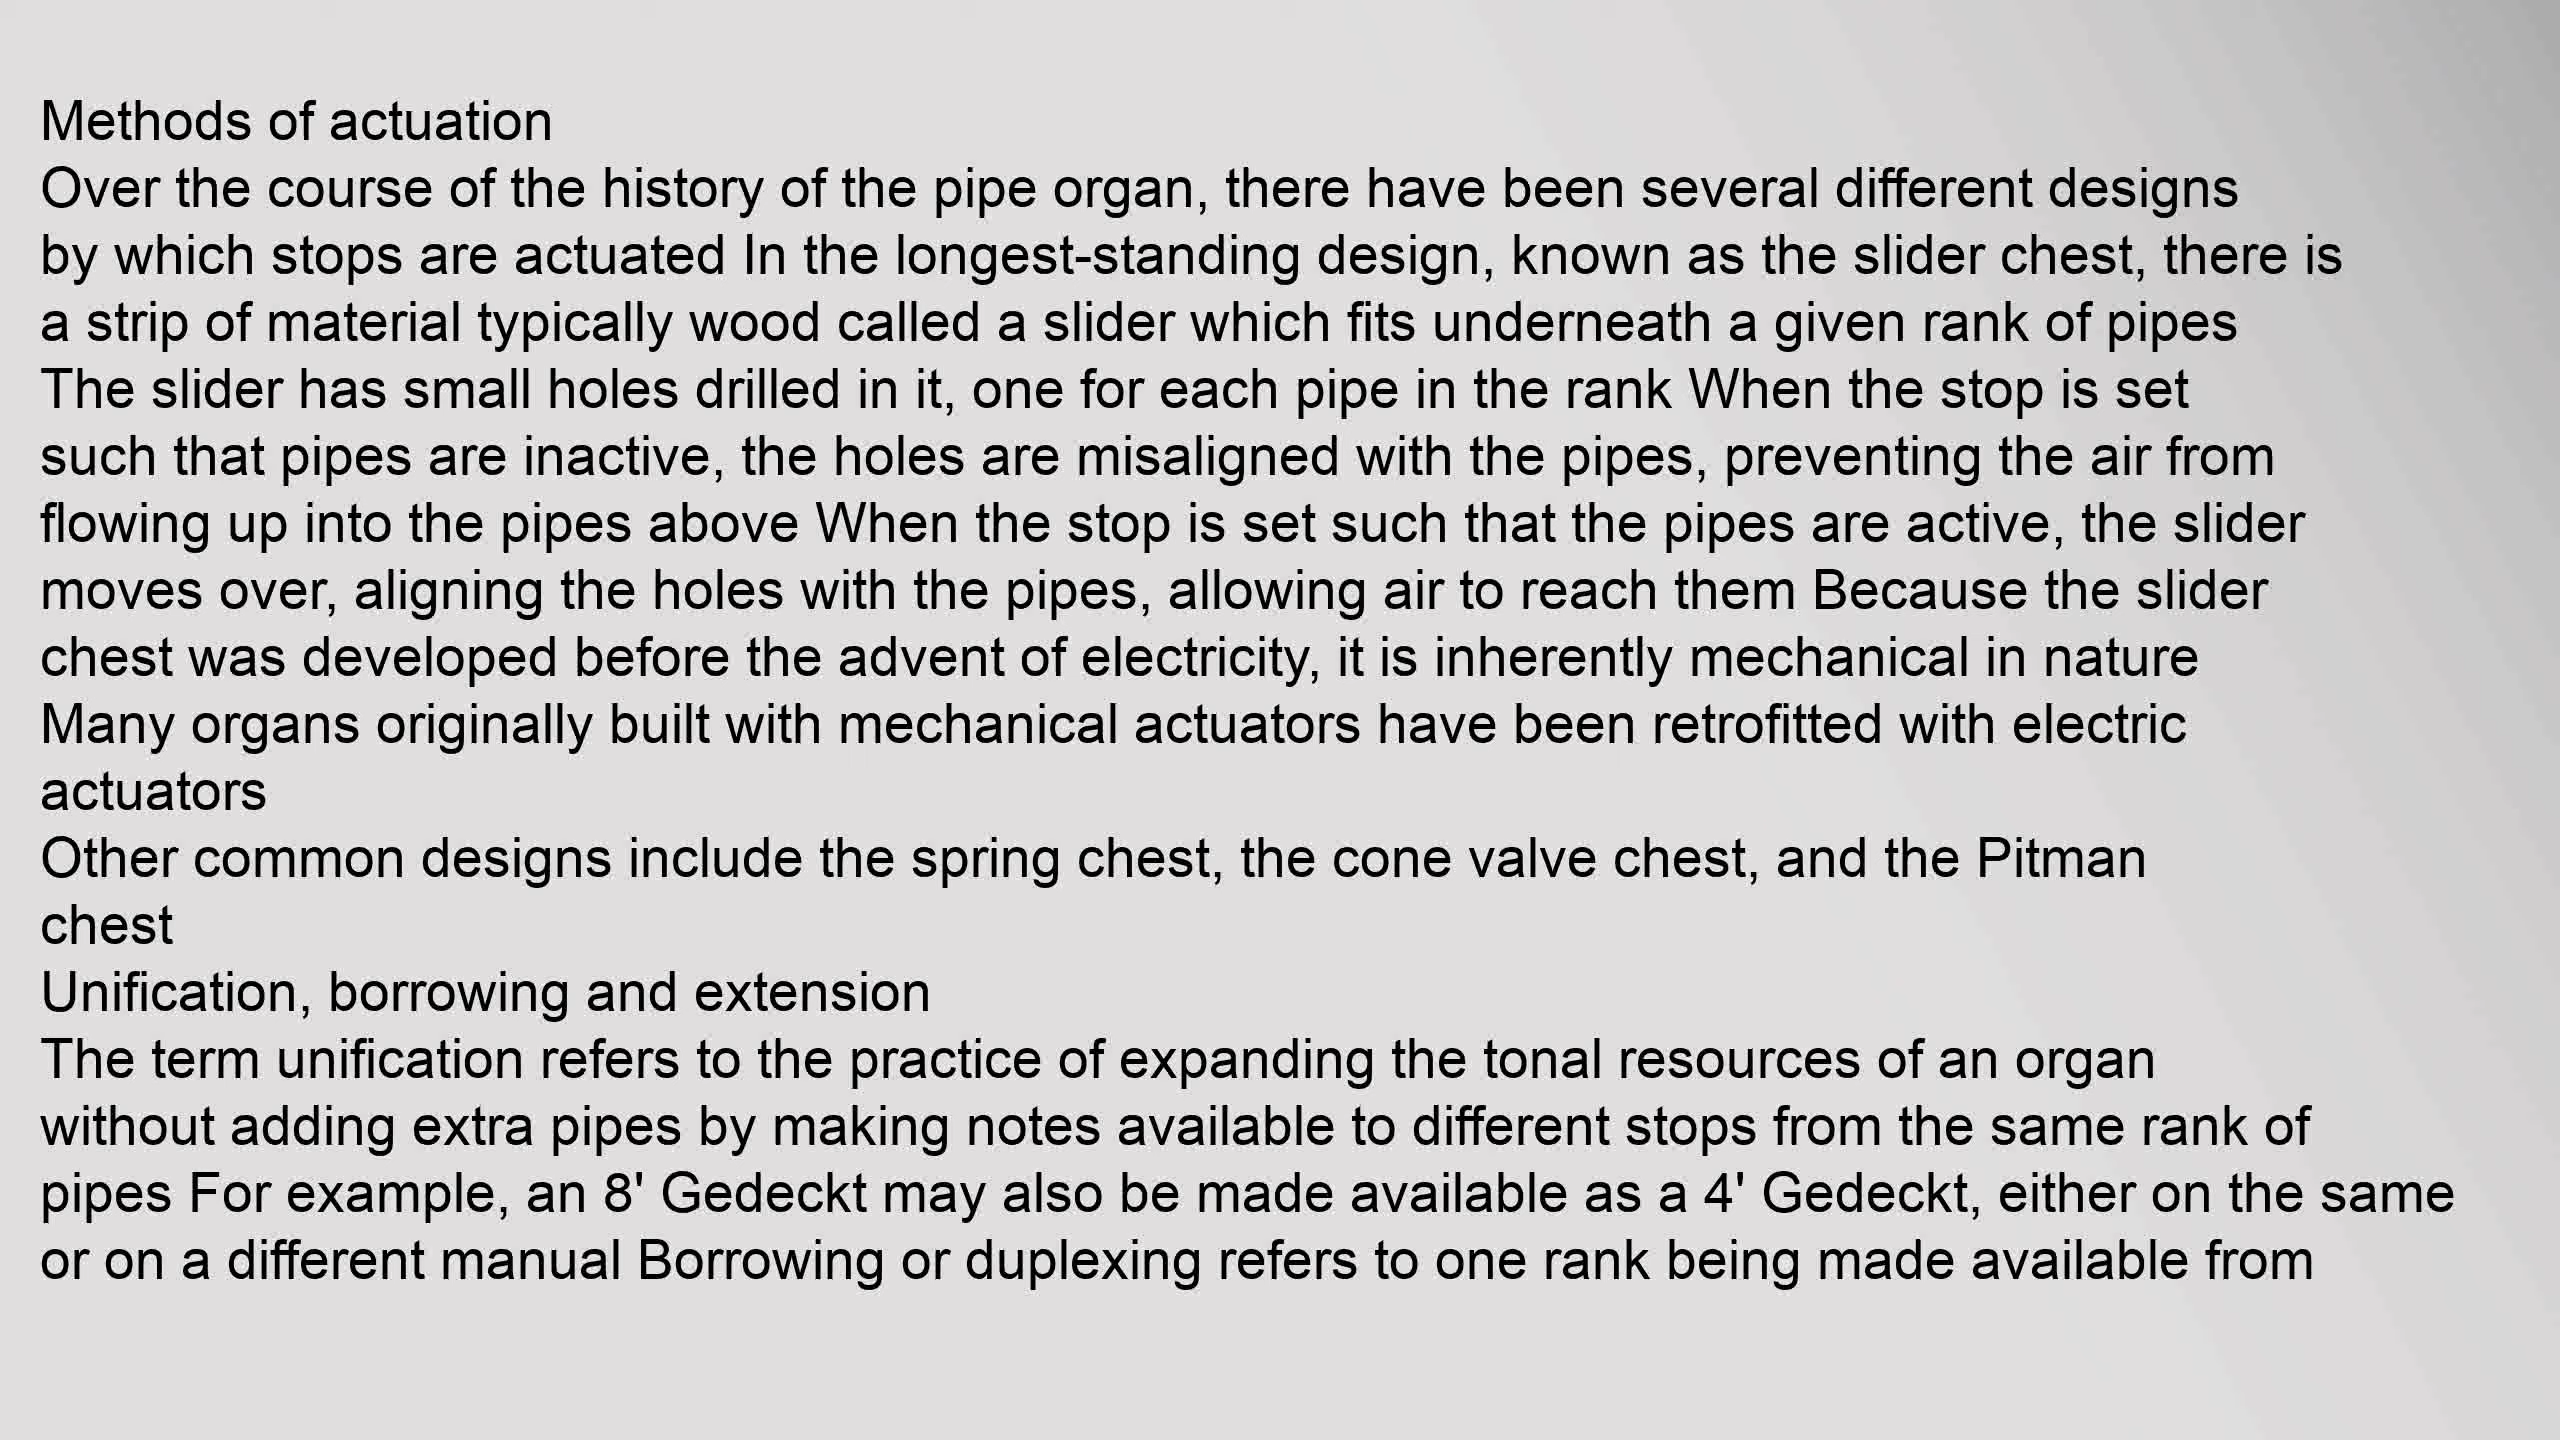 Methods of actuation
Over the course of the history of the pipe organ, there have been several different designs
by which stops are actuated In the longest-standing design, known as the slider chest, there is
a strip of material typically wood called a slider which fits underneath a given rank of pipes
The slider has small holes drilled in it, one for each pipe in the rank When the stop is set
such that pipes are inactive, the holes are misaligned with the pipes, preventing the air from
flowing up into the pipes above When the stop is set such that the pipes are active, the slider
moves over, aligning the holes with the pipes, allowing air to reach them Because the slider
chest was developed before the advent of electricity, it is inherently mechanical in nature
Many organs originally built with mechanical actuators have been retrofitted with electric
actuators
Other common designs include the spring chest, the cone valve chest, and the Pitman
chest
Unification, borrowing and extension
The term unification refers to the practice of expanding the tonal resources of an organ
without adding extra pipes by making notes available to different stops from the same rank of
pipes For example, an 8' Gedeckt may also be made available as a 4' Gedeckt, either on the same
or on a different manual Borrowing or duplexing refers to one rank being made available from